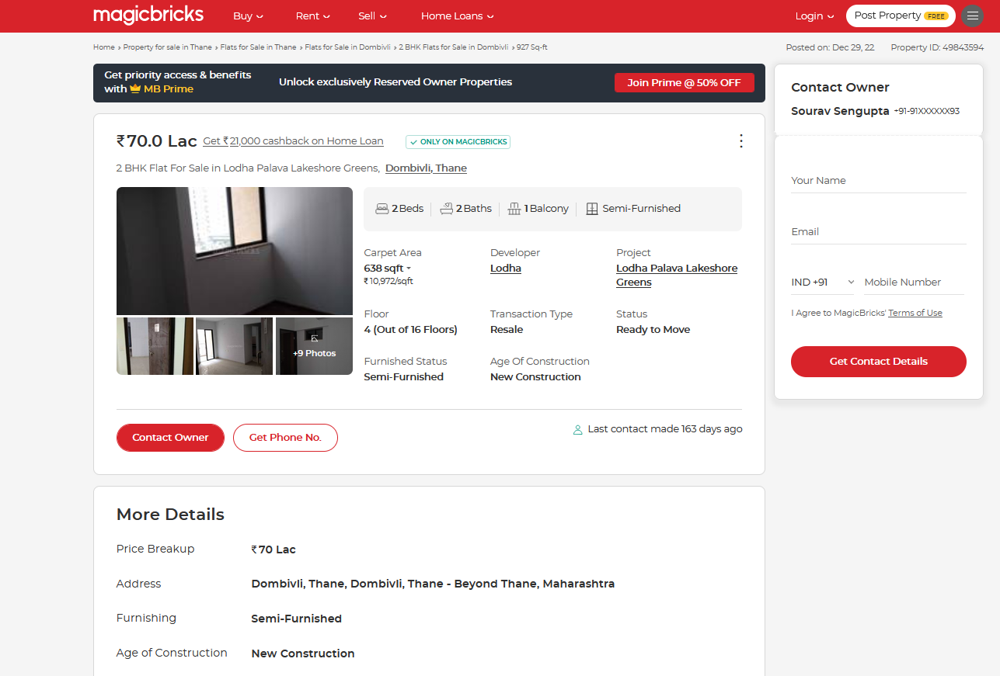 magicbricks
Buy
Rent
Sell
Home Loans
Login
Post Property FREE
Home › Property for sale in Thane › Flats for Sale in Thane › Flats for Sale in Dombivli › 2 BHK Flats for Sale in Dombivli › 927 Sq-ft
Posted on: Dec 29, 22 Property ID: 49843594
Get priority access & benefits
with MB Prime
Unlock exclusively Reserved Owner Properties
Join Prime @ 50% OFF
₹70.0 Lac Get ₹21,000 cashback on Home Loan
ONLY ON MAGICBRICKS
2 BHK Flat For Sale in Lodha Palava Lakeshore Greens, Dombivli, Thane
magicbricks
+9 Photos
2 Beds
2 Baths
1 Balcony
Semi-Furnished
Carpet Area
638 sqft
₹10,972/sqft
Developer
Lodha
Project
Lodha Palava Lakeshore
Greens
Floor
4 (Out of 16 Floors)
Transaction Type
Resale
Status
Ready to Move
Furnished Status
Semi-Furnished
Age Of Construction
New Construction
Contact Owner
Get Phone No.
Last contact made 163 days ago
More Details
Price Breakup
₹70 Lac
Address
Dombivli, Thane, Dombivli, Thane - Beyond Thane, Maharashtra
Furnishing
Semi-Furnished
Age of Construction
New Construction
Contact Owner
Sourav Sengupta +91-91XXXXXX93
Your Name
Email
IND +91
Mobile Number
I Agree to MagicBricks' Terms of Use
Get Contact Details